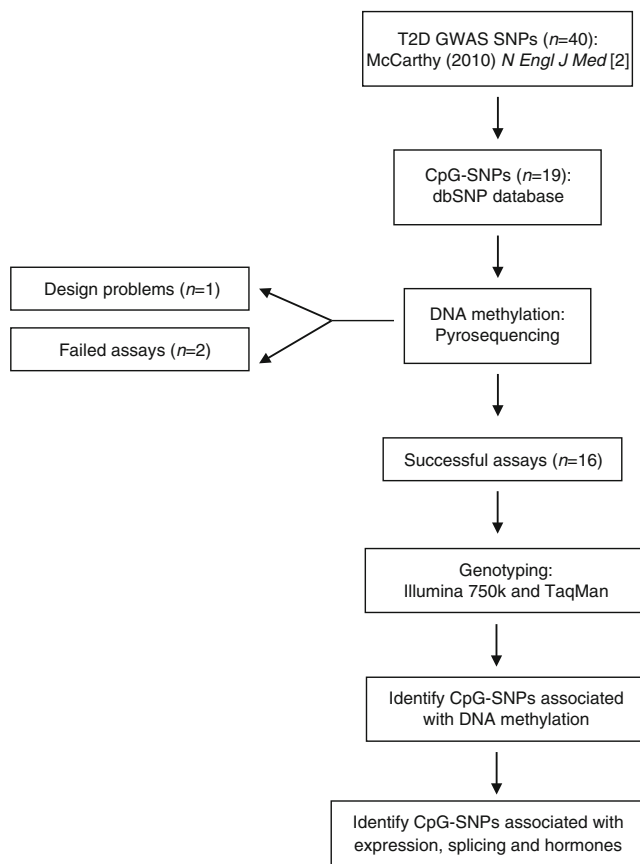 T2D GWAS SNPs (n=40):
McCarthy (2010) N Engl J Med [2]
CpG-SNPs (n=19):
dbSNP database
Design problems (n=1)
Failed assays (n=2)
DNA methylation:
Pyrosequencing
Successful assays (n=16)
Genotyping:
Illumina 750k and TaqMan
Identify CpG-SNPs associated
with DNA methylation
Identify CpG-SNPs associated with
expression, splicing and hormones